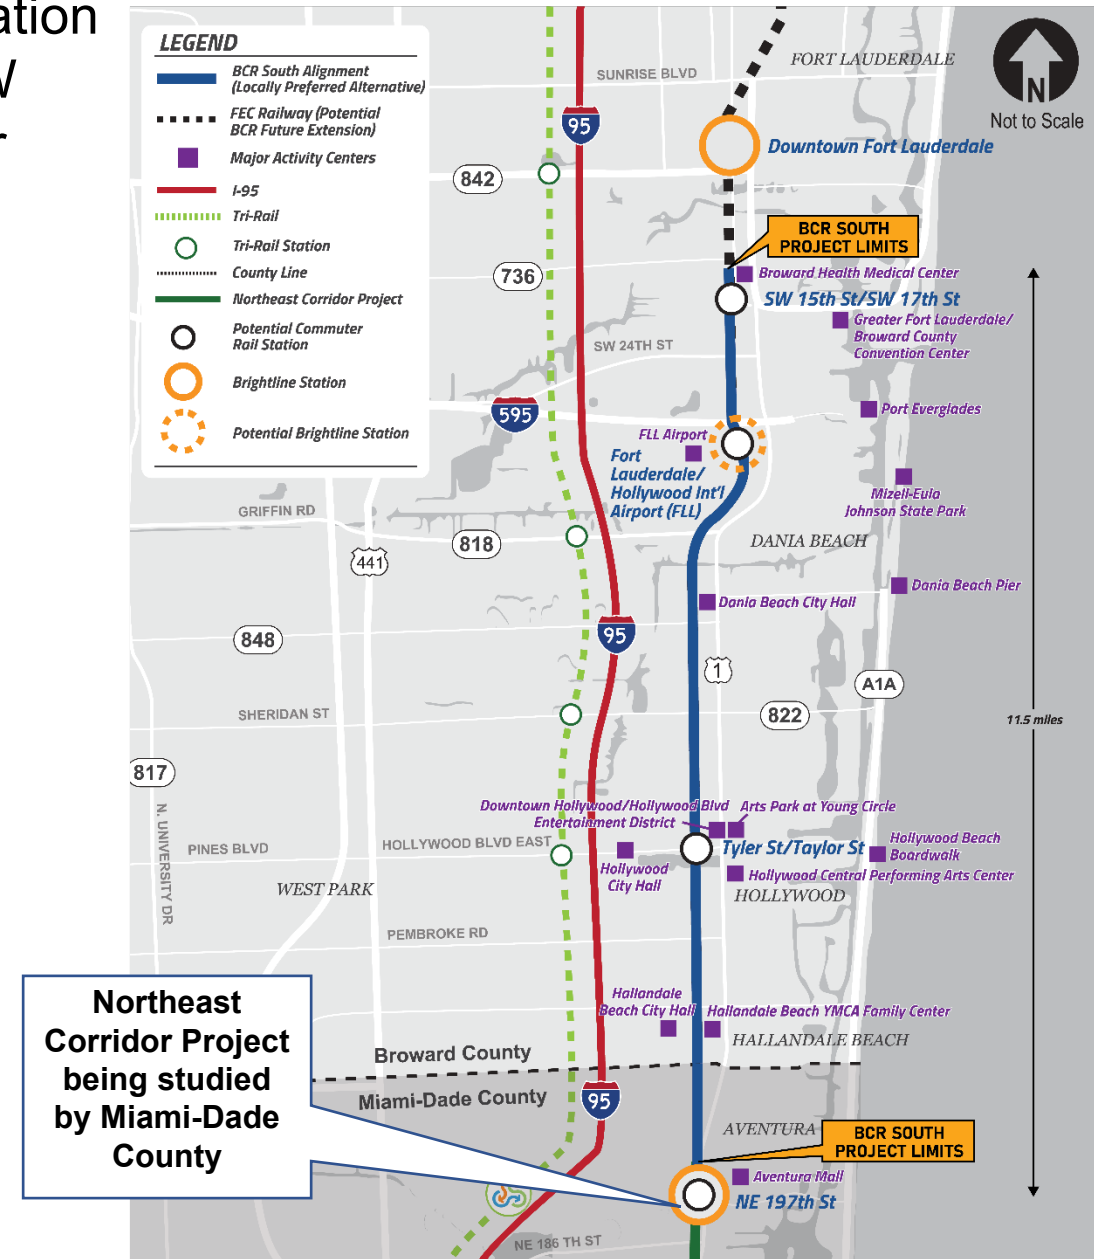 LEGEND
BCR South Alignment
(Locally Preferred Alternative)
FEC Railway (Potential
BCR Future Extension)
Major Activity Centers
I-95
Tri-Rail
Tri-Rail Station
County Line
Northeast Corridor Project
Potential Commuter
Rail Station
Brightline Station
Potential Brightline Station
SUNRISE BLVD
FORT LAUDERDALE
N
Not to Scale
95
Downtown Fort Lauderdale
842
BCR SOUTH
PROJECT LIMITS
736
Broward Health Medical Center
SW 15th St/SW 17th St
Greater Fort Lauderdale/
Broward County
Convention Center
SW 24TH ST
595
Port Everglades
FLL Airport
Fort
Lauderdale/
Hollywood Int'l
Airport (FLL)
Mizell-Eula
Johnson State Park
GRIFFIN RD
818
DANIA BEACH
441
Dania Beach Pier
Dania Beach City Hall
848
95
1
A1A
SHERIDAN ST
822
11.5 miles
817
N. UNIVERSITY DR
Downtown Hollywood/Hollywood Blvd
Entertainment District
Arts Park at Young Circle
PINES BLVD
HOLLYWOOD BLVD EAST
Tyler St/Taylor St
Hollywood Beach
Boardwalk
Hollywood
City Hall
Hollywood Central Performing Arts Center
WEST PARK
HOLLYWOOD
PEMBROKE RD
Hallandale
Beach City Hall
Hallandale Beach YMCA Family Center
HALLANDALE BEACH
Northeast
Corridor Project
being studied
by Miami-Dade
County
Broward County
Miami-Dade County
95
AVENTURA
BCR SOUTH
PROJECT LIMITS
Aventura Mall
NE 197th St
NE 186 TH ST